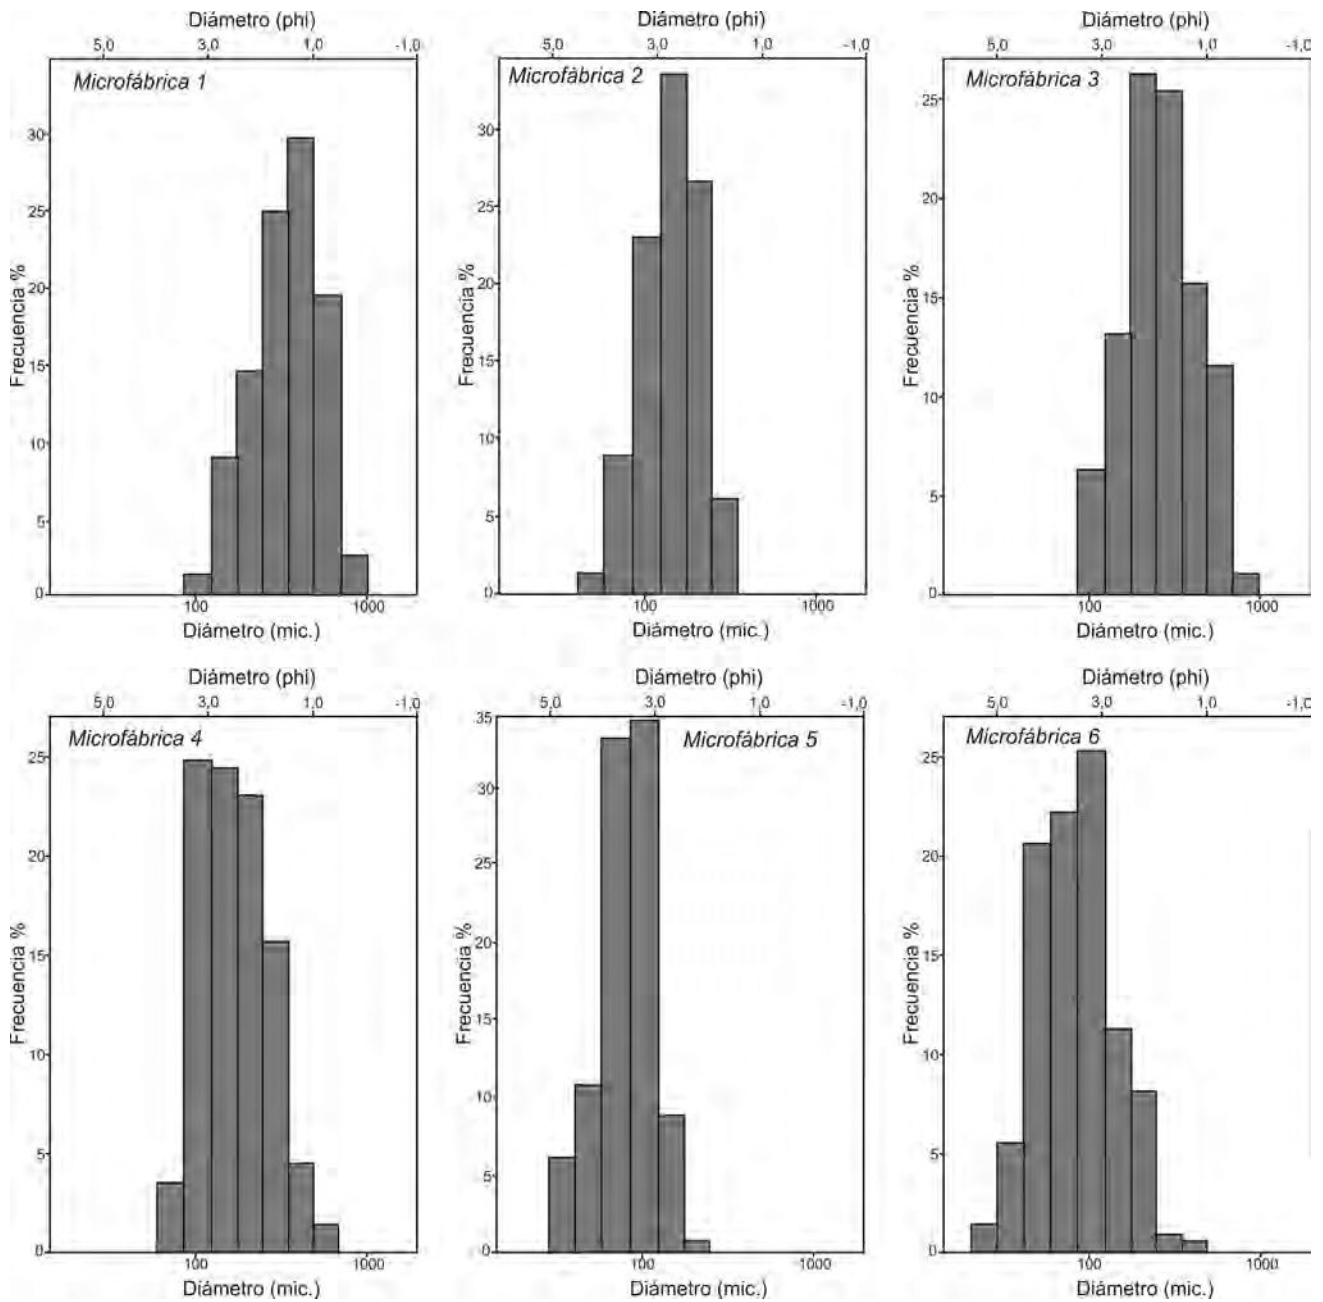 Diámetro (phi)
5,0 3,0 1,0 -1,0
Microfábrica 1
30
25
20
15
10
5
0
Frecuencia %
100 1000
Diámetro (mic.)
Diámetro (phi)
5,0 3,0 1,0 -1,0
Microfábrica 2
30
25
20
15
10
5
0
Frecuencia %
100 1000
Diámetro (mic.)
Diámetro (phi)
5,0 3,0 1,0 -1,0
Microfábrica 3
25
20
15
10
5
0
Frecuencia %
100 1000
Diámetro (mic.)
Diámetro (phi)
5,0 3,0 1,0 -1,0
Microfábrica 4
25
20
15
10
5
0
Frecuencia %
100 1000
Diámetro (mic.)
Diámetro (phi)
5,0 3,0 1,0 -1,0
Microfábrica 5
35
30
25
20
15
10
5
0
Frecuencia %
100 1000
Diámetro (mic.)
Diámetro (phi)
5,0 3,0 1,0 -1,0
Microfábrica 6
25
20
15
10
5
0
Frecuencia %
100 1000
Diámetro (mic.)